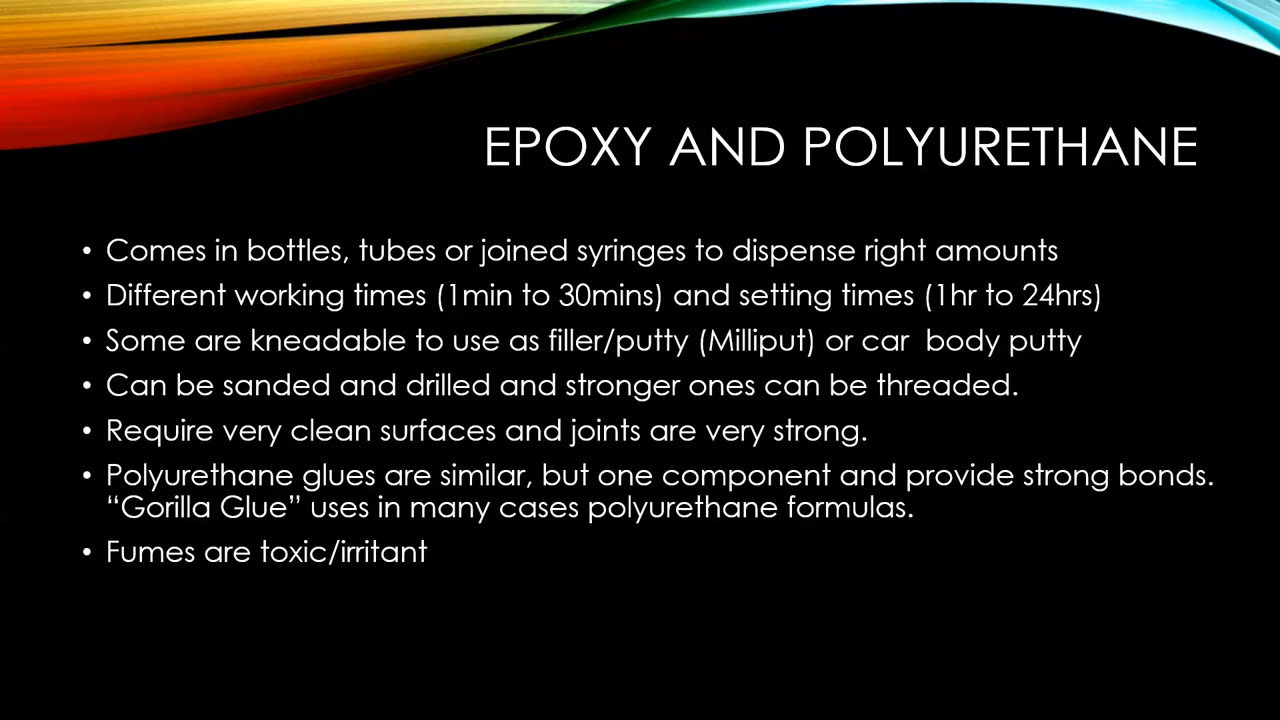 EPOXY AND POLYURETHANE
• Comes in bottles, tubes or joined syringes to dispense right amounts
• Different working times (1min to 30mins) and setting times (1hr to 24hrs)
• Some are kneadable to use as filler/putty (Milliput) or car  body putty
• Can be sanded and drilled and stronger ones can be threaded.
• Require very clean surfaces and joints are very strong.
• Polyurethane glues are similar, but one component and provide strong bonds.
“Gorilla Glue” uses in many cases polyurethane formulas.
• Fumes are toxic/irritant